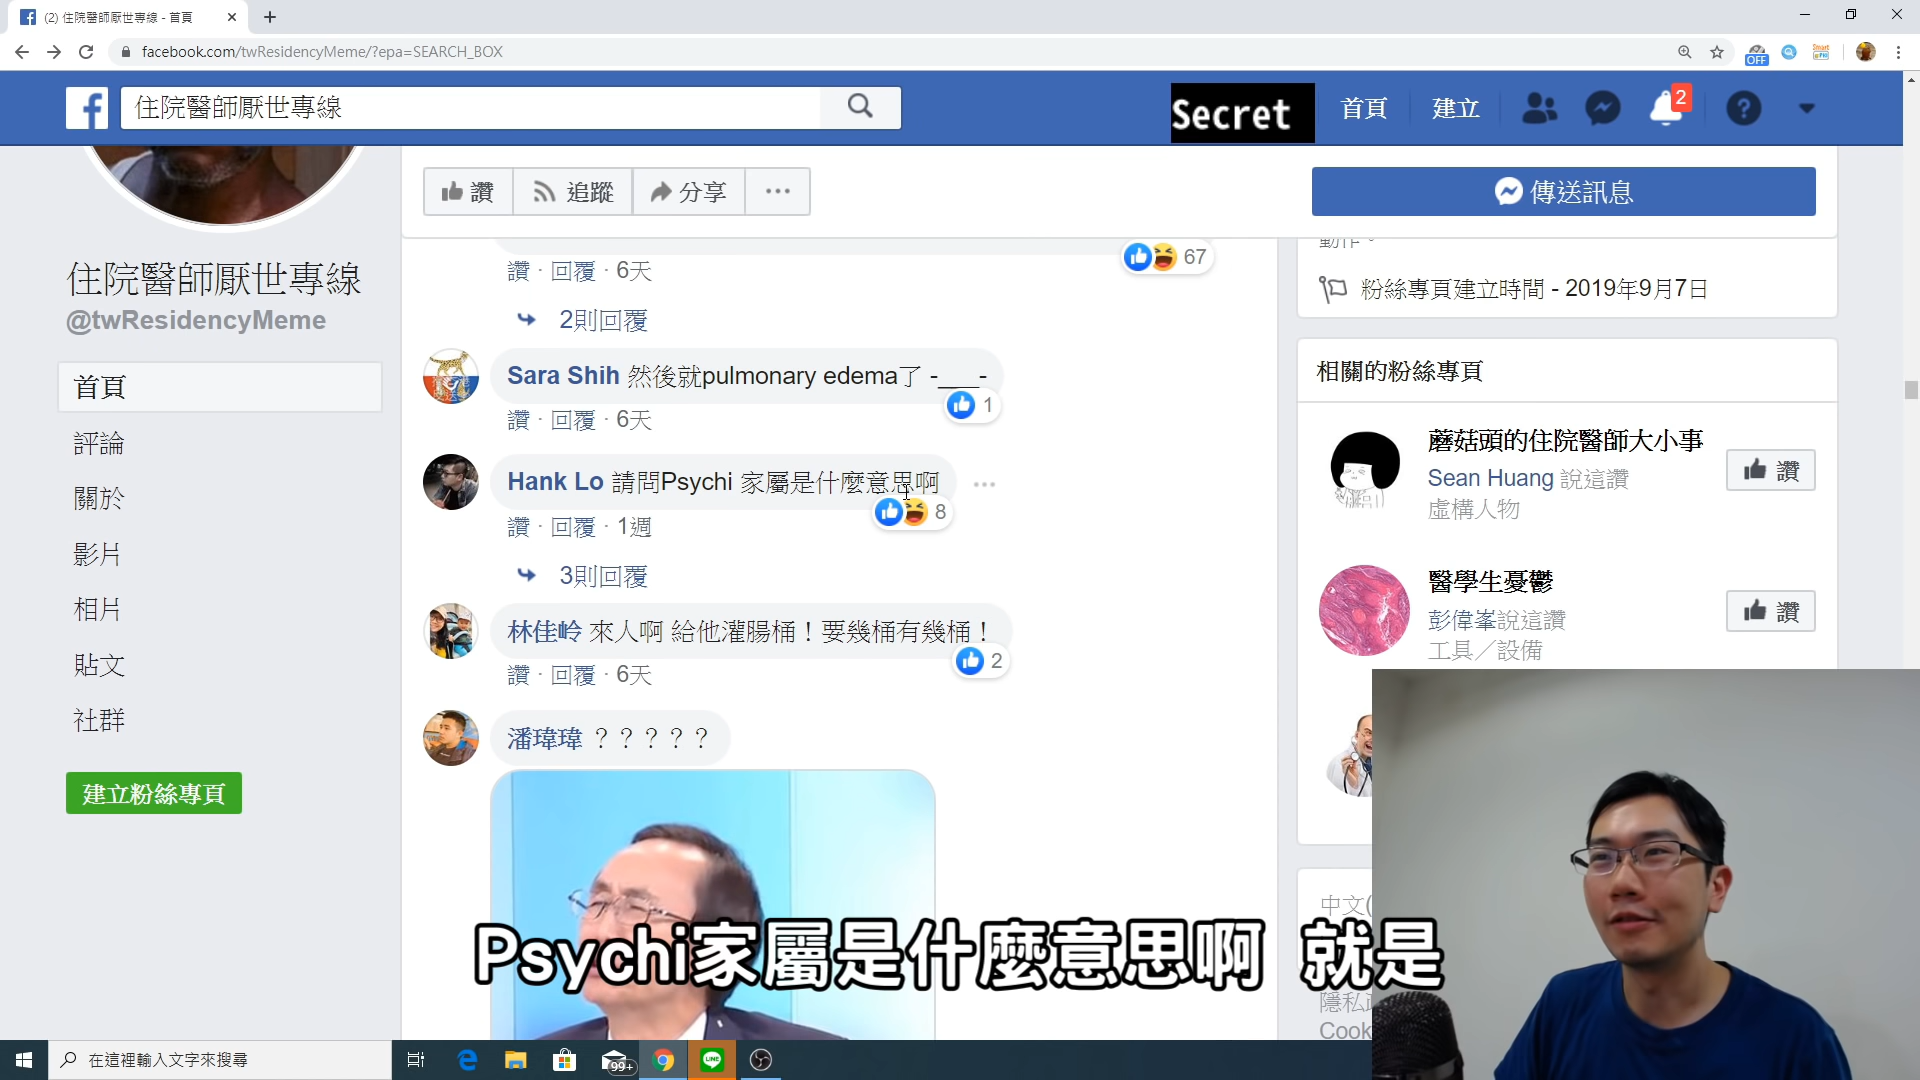 (2) 住院醫師厭世專線 - 首頁
facebook.com/twResidencyMeme/?epa=SEARCH_BOX
OFF
住院醫師厭世專線
Secret
首頁
建立
2
讚
追蹤
分享
傳送訊息
住院醫師厭世專線
@twResidencyMeme
首頁
評論
關於
影片
相片
貼文
社群
建立粉絲專頁
67
讚 · 回覆 · 6天
2則回覆
Sara Shih 然後就pulmonary edema了 -___-
1
讚 · 回覆 · 6天
Hank Lo 請問Psychi 家屬是什麼意思啊
8
讚 · 回覆 · 1週
3則回覆
林佳岭 來人啊 給他灌腸桶！要幾桶有幾桶！
2
讚 · 回覆 · 6天
潘瑋瑋 ？？？？？
動作。
粉絲專頁建立時間 - 2019年9月7日
相關的粉絲專頁
蘑菇頭的住院醫師大小事
Sean Huang 說這讚
虛構人物
讚
醫學生憂鬱
彭偉峯說這讚
工具／設備
讚
中文(
隱私政
Cook
Psychi家屬是什麼意思啊 就是
在這裡輸入文字來搜尋
99+
LINE